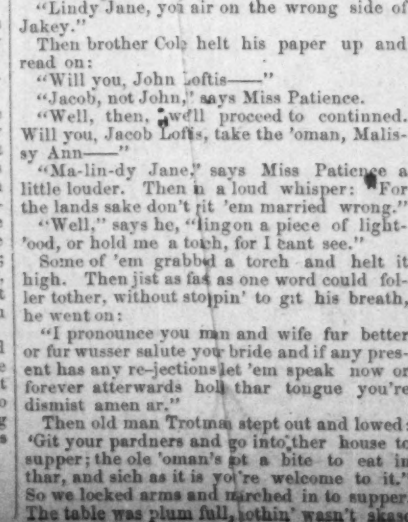 "Lindy Jane, yoi air on the wrong side of
Jakey."
Then brother Cole helt his paper up and
read on:
"Will you, John Loftis——"
"Jacob, not John," says Miss Patience.
"Well, then, we'll proceed to continned.
Will you, Jacob Loftis, take the 'oman, Malis-
sy Ann——"
"Ma-lin-dy Jane," says Miss Patience a
little louder. Then in a loud whisper: "For
the lands sake don't git 'em married wrong."
"Well," says he, "fling on a piece of light-
'ood, or hold me a torch, for I cant see."
Some of 'em grabbd a torch and helt it
high. Then jist as fast as one word could fol-
ler tother, without stoppin' to git his breath,
he went on:
"I pronounce you man and wife fur better
or fur wusser salute your bride and if any pres-
ent has any re-jections let 'em speak now or
forever atterwards hold thar tongue you're
dismist amen ar."
Then old man Trotman stept out and lowed:
'Git your pardners and go into ther house to
supper; the ole 'oman's got a bite to eat in
thar, and sich as it is you're welcome to it.'
So we locked arms and marched in to supper
The table was plum full, nothin' wasn't skase